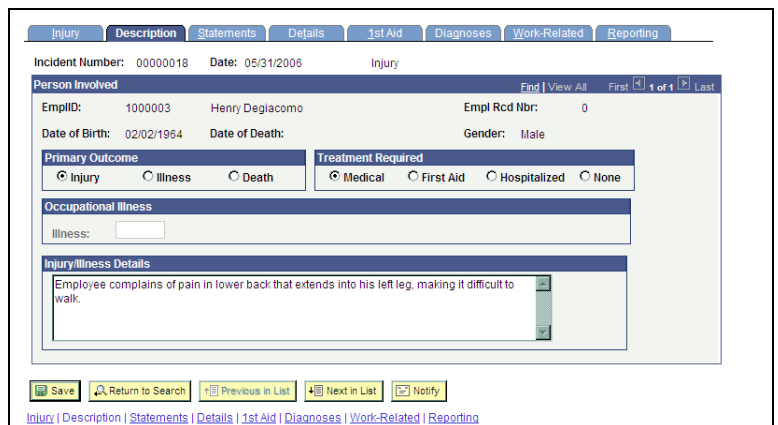 Injury Description Statements Details 1st Aid Diagnoses Work-Related Reporting
Incident Number: 00000018 Date: 05/31/2006 Injury
Person Involved Find | View All First 1 of 1 Last
EmplID: 1000003 Henry Degiacomo Empl Rcd Nbr: 0
Date of Birth: 02/02/1964 Date of Death: Gender: Male
Primary Outcome Treatment Required
Injury Illness Death Medical First Aid Hospitalized None
Occupational Illness
Illness:
Injury/Illness Details
Employee complains of pain in lower back that extends into his left leg, making it difficult to
walk.
Save Return to Search Previous in List Next in List Notify
Injury | Description | Statements | Details | 1st Aid | Diagnoses | Work-Related | Reporting